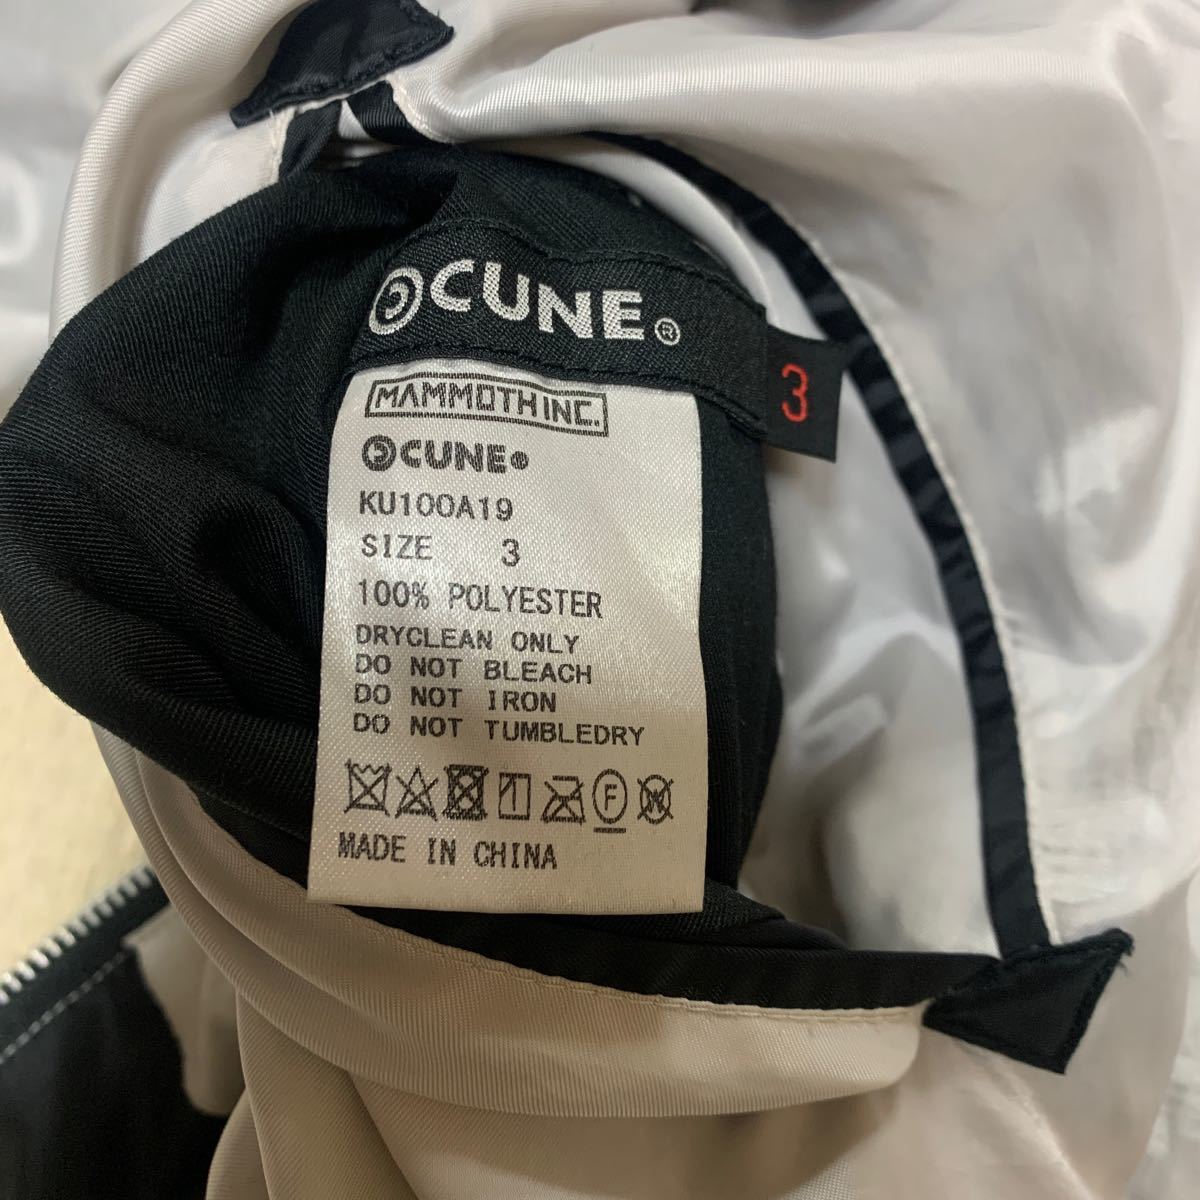 CUNE®
3
MAMMOTH INC.
CUNE
KU100A19
SIZE 3
100% POLYESTER
DRYCLEAN ONLY
DO NOT BLEACH
DO NOT IRON
DO NOT TUMBLEDRY
F W
MADE IN CHINA